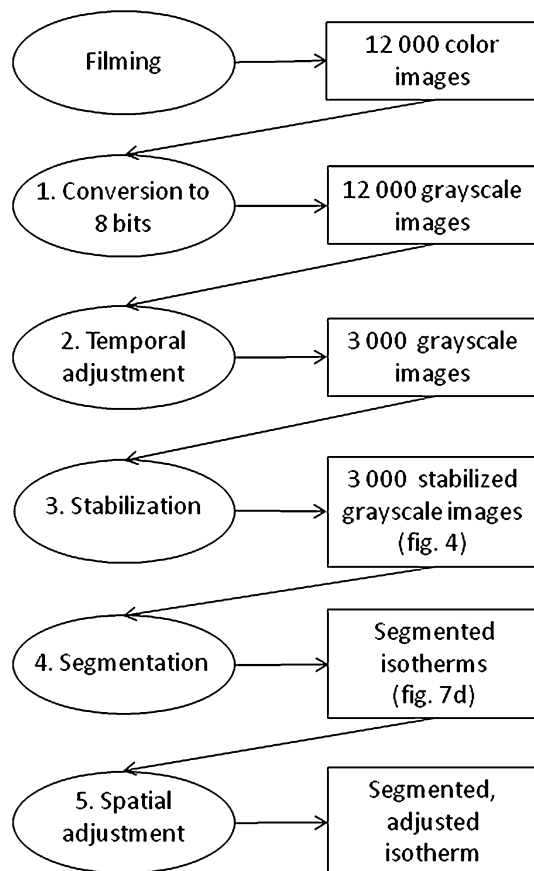 Filming
12 000 color
images
1. Conversion to
8 bits
12 000 grayscale
images
2. Temporal
adjustment
3 000 grayscale
images
3. Stabilization
3 000 stabilized
grayscale images
(fig. 4)
4. Segmentation
Segmented
isotherms
(fig. 7d)
5. Spatial
adjustment
Segmented,
adjusted
isotherm